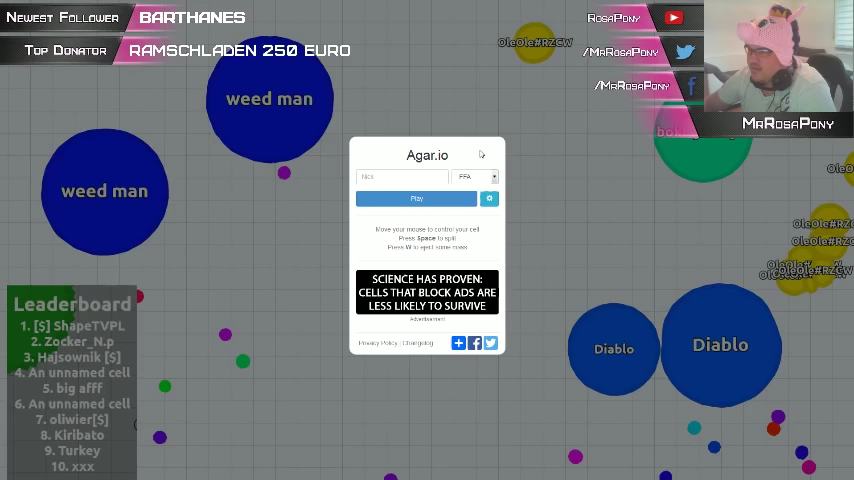 Newest Follower
BARTHANES
Top Donator
RAMSCHLADEN 250 EURO
RosaPony
/MrRosaPony
/MrRosaPony
MrRosaPony
OleOle#RZCW
weed man
weed man
Agar.io
Nick
FFA
Play
Move your mouse to control your cell
Press Space to split
Press W to eject some mass
SCIENCE HAS PROVEN:
CELLS THAT BLOCK ADS ARE
LESS LIKELY TO SURVIVE
Advertisement
Privacy Policy | Changelog
Diablo
Diablo
Leaderboard
1. [$] ShapeTVPL
2. Zocker_N.p
3. Hajsownik [$]
4. An unnamed cell
5. big afff
6. An unnamed cell
7. oliwier[$]
8. Kiribato
9. Turkey
10. xxx